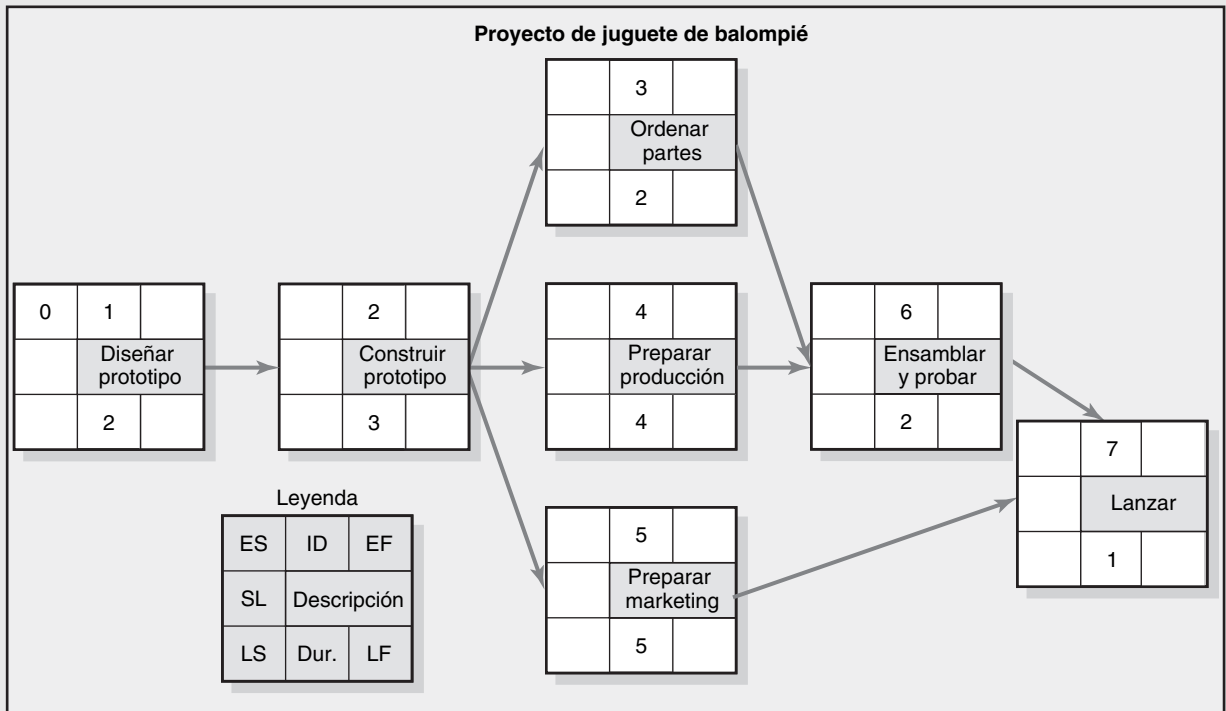 Proyecto de juguete de balompié
3
Ordenar
partes
2
0 1
Diseñar
prototipo
2
2
Construir
prototipo
3
4
Preparar
producción
4
6
Ensamblar
y probar
2
5
Preparar
marketing
5
7
Lanzar
1
Leyenda
ES ID EF
SL Descripción
LS Dur. LF